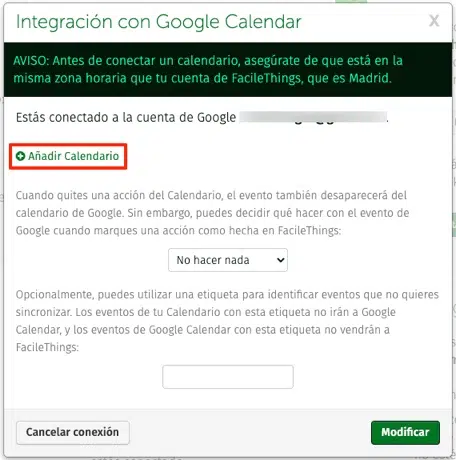 Integración con Google Calendar
X
AVISO: Antes de conectar un calendario, asegúrate de que está en la
misma zona horaria que tu cuenta de FacileThings, que es Madrid.
Estás conectado a la cuenta de Google
Añadir Calendario
Cuando quites una acción del Calendario, el evento también desaparecerá del
calendario de Google. Sin embargo, puedes decidir qué hacer con el evento de
Google cuando marques una acción como hecha en FacileThings:
No hacer nada
Opcionalmente, puedes utilizar una etiqueta para identificar eventos que no quieres
sincronizar. Los eventos de tu Calendario con esta etiqueta no irán a Google
Calendar, y los eventos de Google Calendar con esta etiqueta no vendrán a
FacileThings:
Cancelar conexión
Modificar